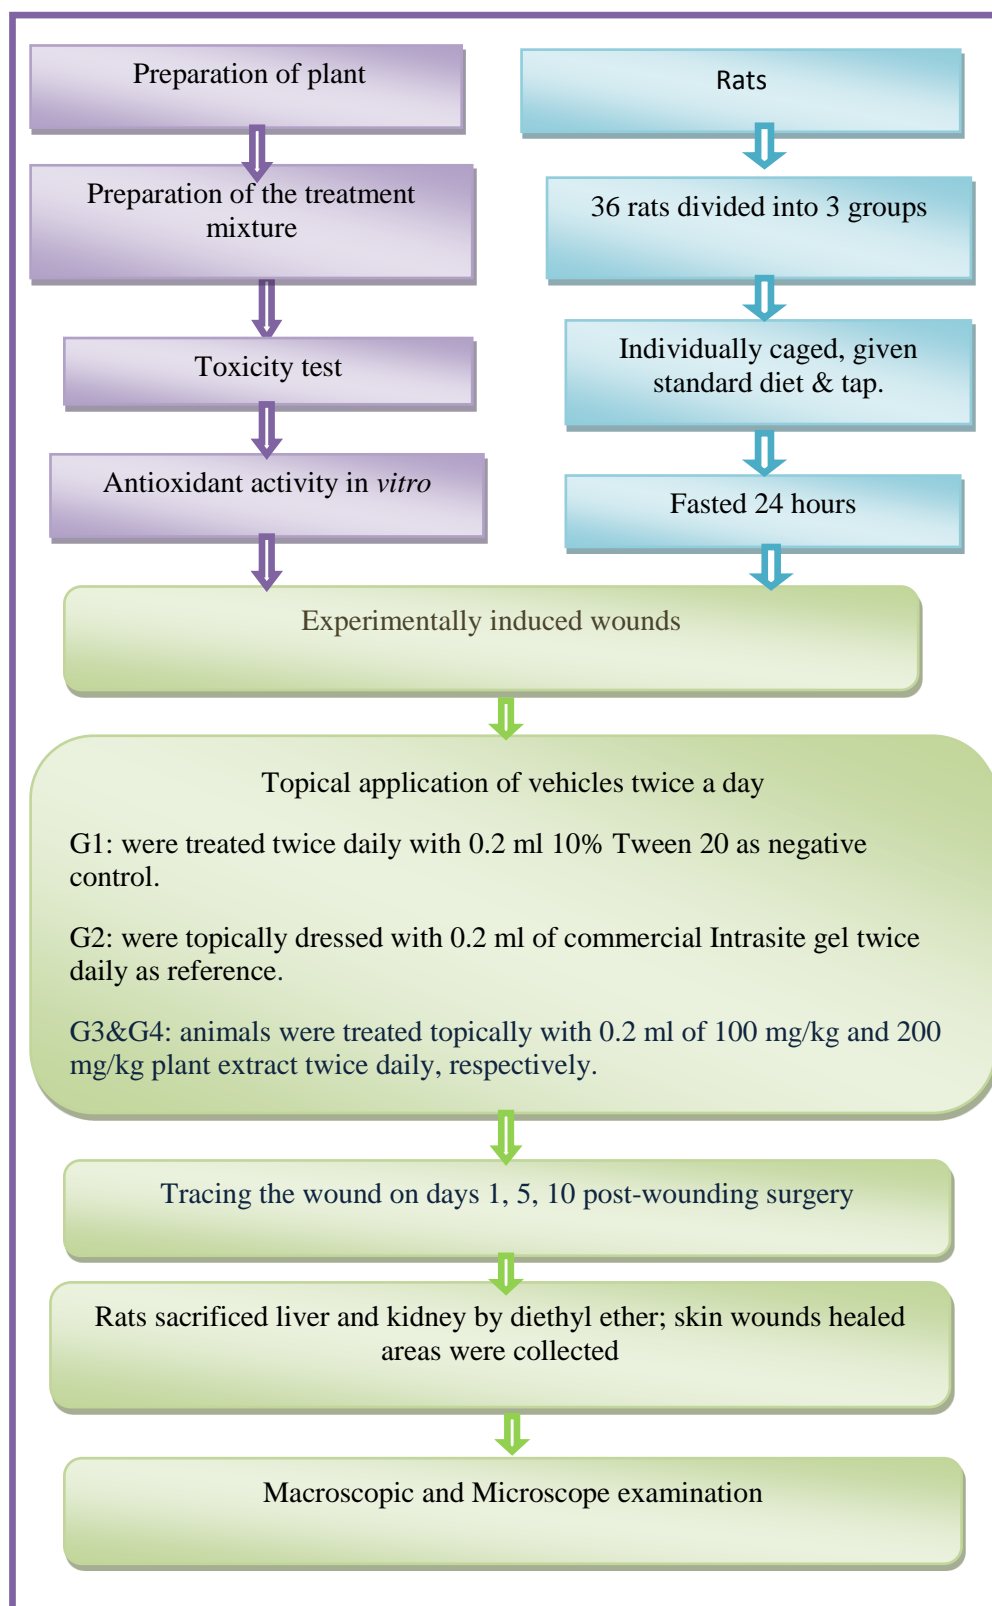 Preparation of plant
Rats
Preparation of the treatment
mixture
36 rats divided into 3 groups
Toxicity test
Individually caged, given
standard diet & tap.
Antioxidant activity in vitro
Fasted 24 hours
Experimentally induced wounds
Topical application of vehicles twice a day
G1: were treated twice daily with 0.2 ml 10% Tween 20 as negative
control.
G2: were topically dressed with 0.2 ml of commercial Intrasite gel twice
daily as reference.
G3&G4: animals were treated topically with 0.2 ml of 100 mg/kg and 200
mg/kg plant extract twice daily, respectively.
Tracing the wound on days 1, 5, 10 post-wounding surgery
Rats sacrificed liver and kidney by diethyl ether; skin wounds healed
areas were collected
Macroscopic and Microscope examination